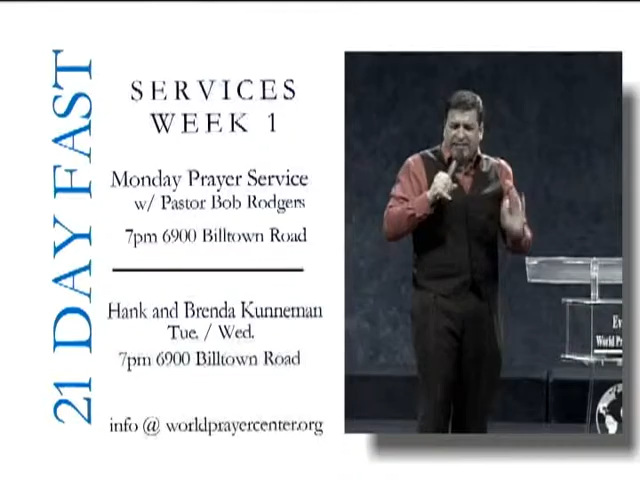 21 DAY FAST
SERVICES
WEEK 1
Monday Prayer Service
w/ Pastor Bob Rodgers
7pm 6900 Billtown Road
Hank and Brenda Kunneman
Tue. / Wed.
7pm 6900 Billtown Road
info @ worldprayercenter.org
World